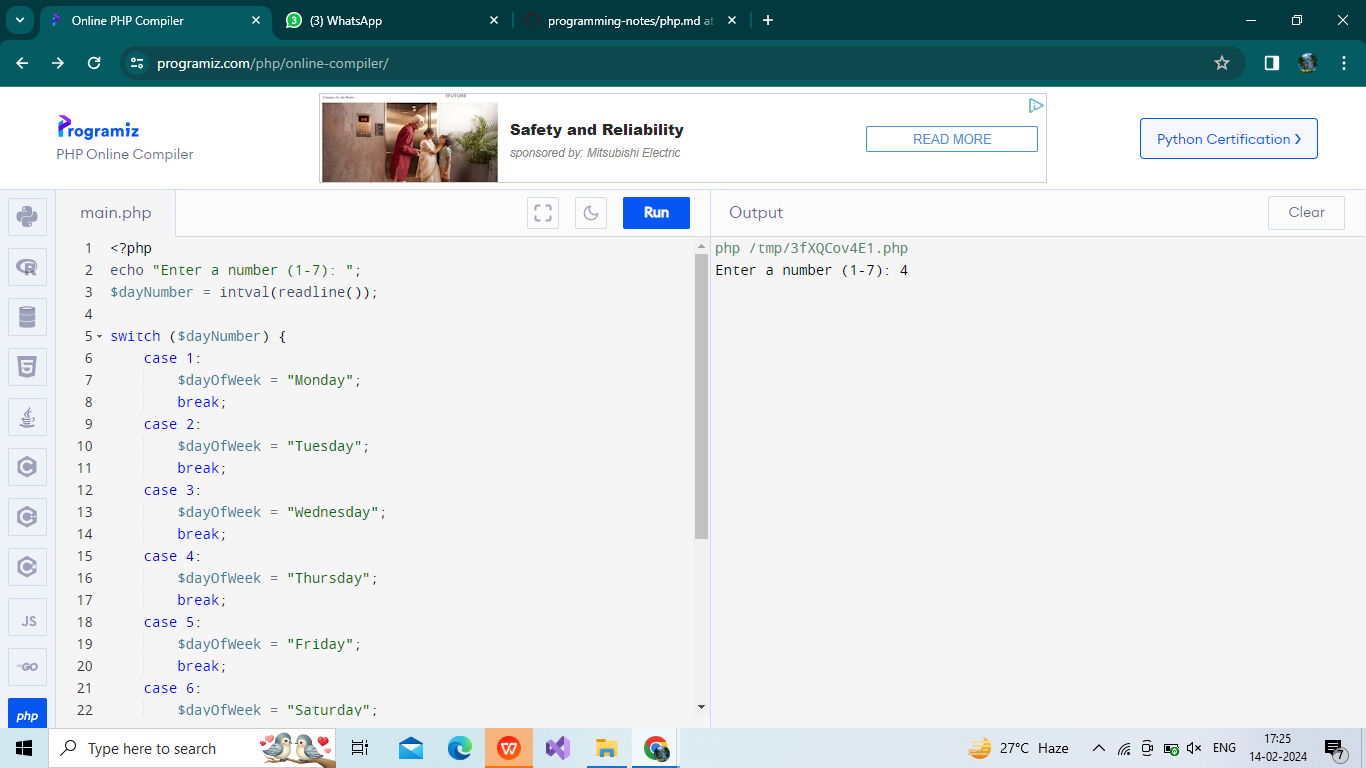 Online PHP Compiler
(3) WhatsApp
programming-notes/php.md at
programiz.com/php/online-compiler/
Programiz
PHP Online Compiler
Safety and Reliability
sponsored by: Mitsubishi Electric
READ MORE
Python Certification >
main.php
Run
Output
Clear
1 <?php
2 echo "Enter a number (1-7): ";
3 $dayNumber = intval(readline());
4
5 switch ($dayNumber) {
6 case 1:
7 $dayOfWeek = "Monday";
8 break;
9 case 2:
10 $dayOfWeek = "Tuesday";
11 break;
12 case 3:
13 $dayOfWeek = "Wednesday";
14 break;
15 case 4:
16 $dayOfWeek = "Thursday";
17 break;
18 case 5:
19 $dayOfWeek = "Friday";
20 break;
21 case 6:
22 $dayOfWeek = "Saturday";
php /tmp/3fXQCov4E1.php
Enter a number (1-7): 4
JS
GO
php
Type here to search
27°C Haze
ENG
17:25
14-02-2024
7